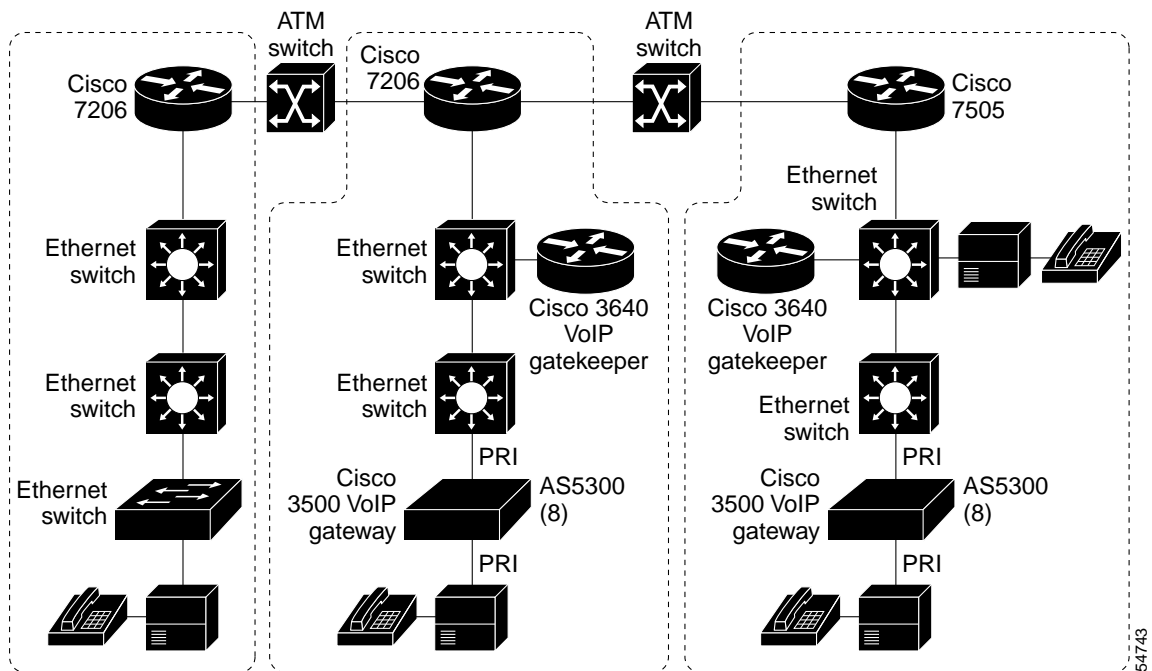 ATM
switch
Cisco
7206
Cisco
7206
ATM
switch
Cisco
7505
Ethernet
switch
Ethernet
switch
Ethernet
switch
Cisco 3640
VoIP
gatekeeper
Cisco 3640
VoIP
gatekeeper
Ethernet
switch
Ethernet
switch
Ethernet
switch
PRI
PRI
Ethernet
switch
Cisco
3500 VoIP
gateway
AS5300
(8)
Cisco
3500 VoIP
gateway
AS5300
(8)
PRI
PRI
54743